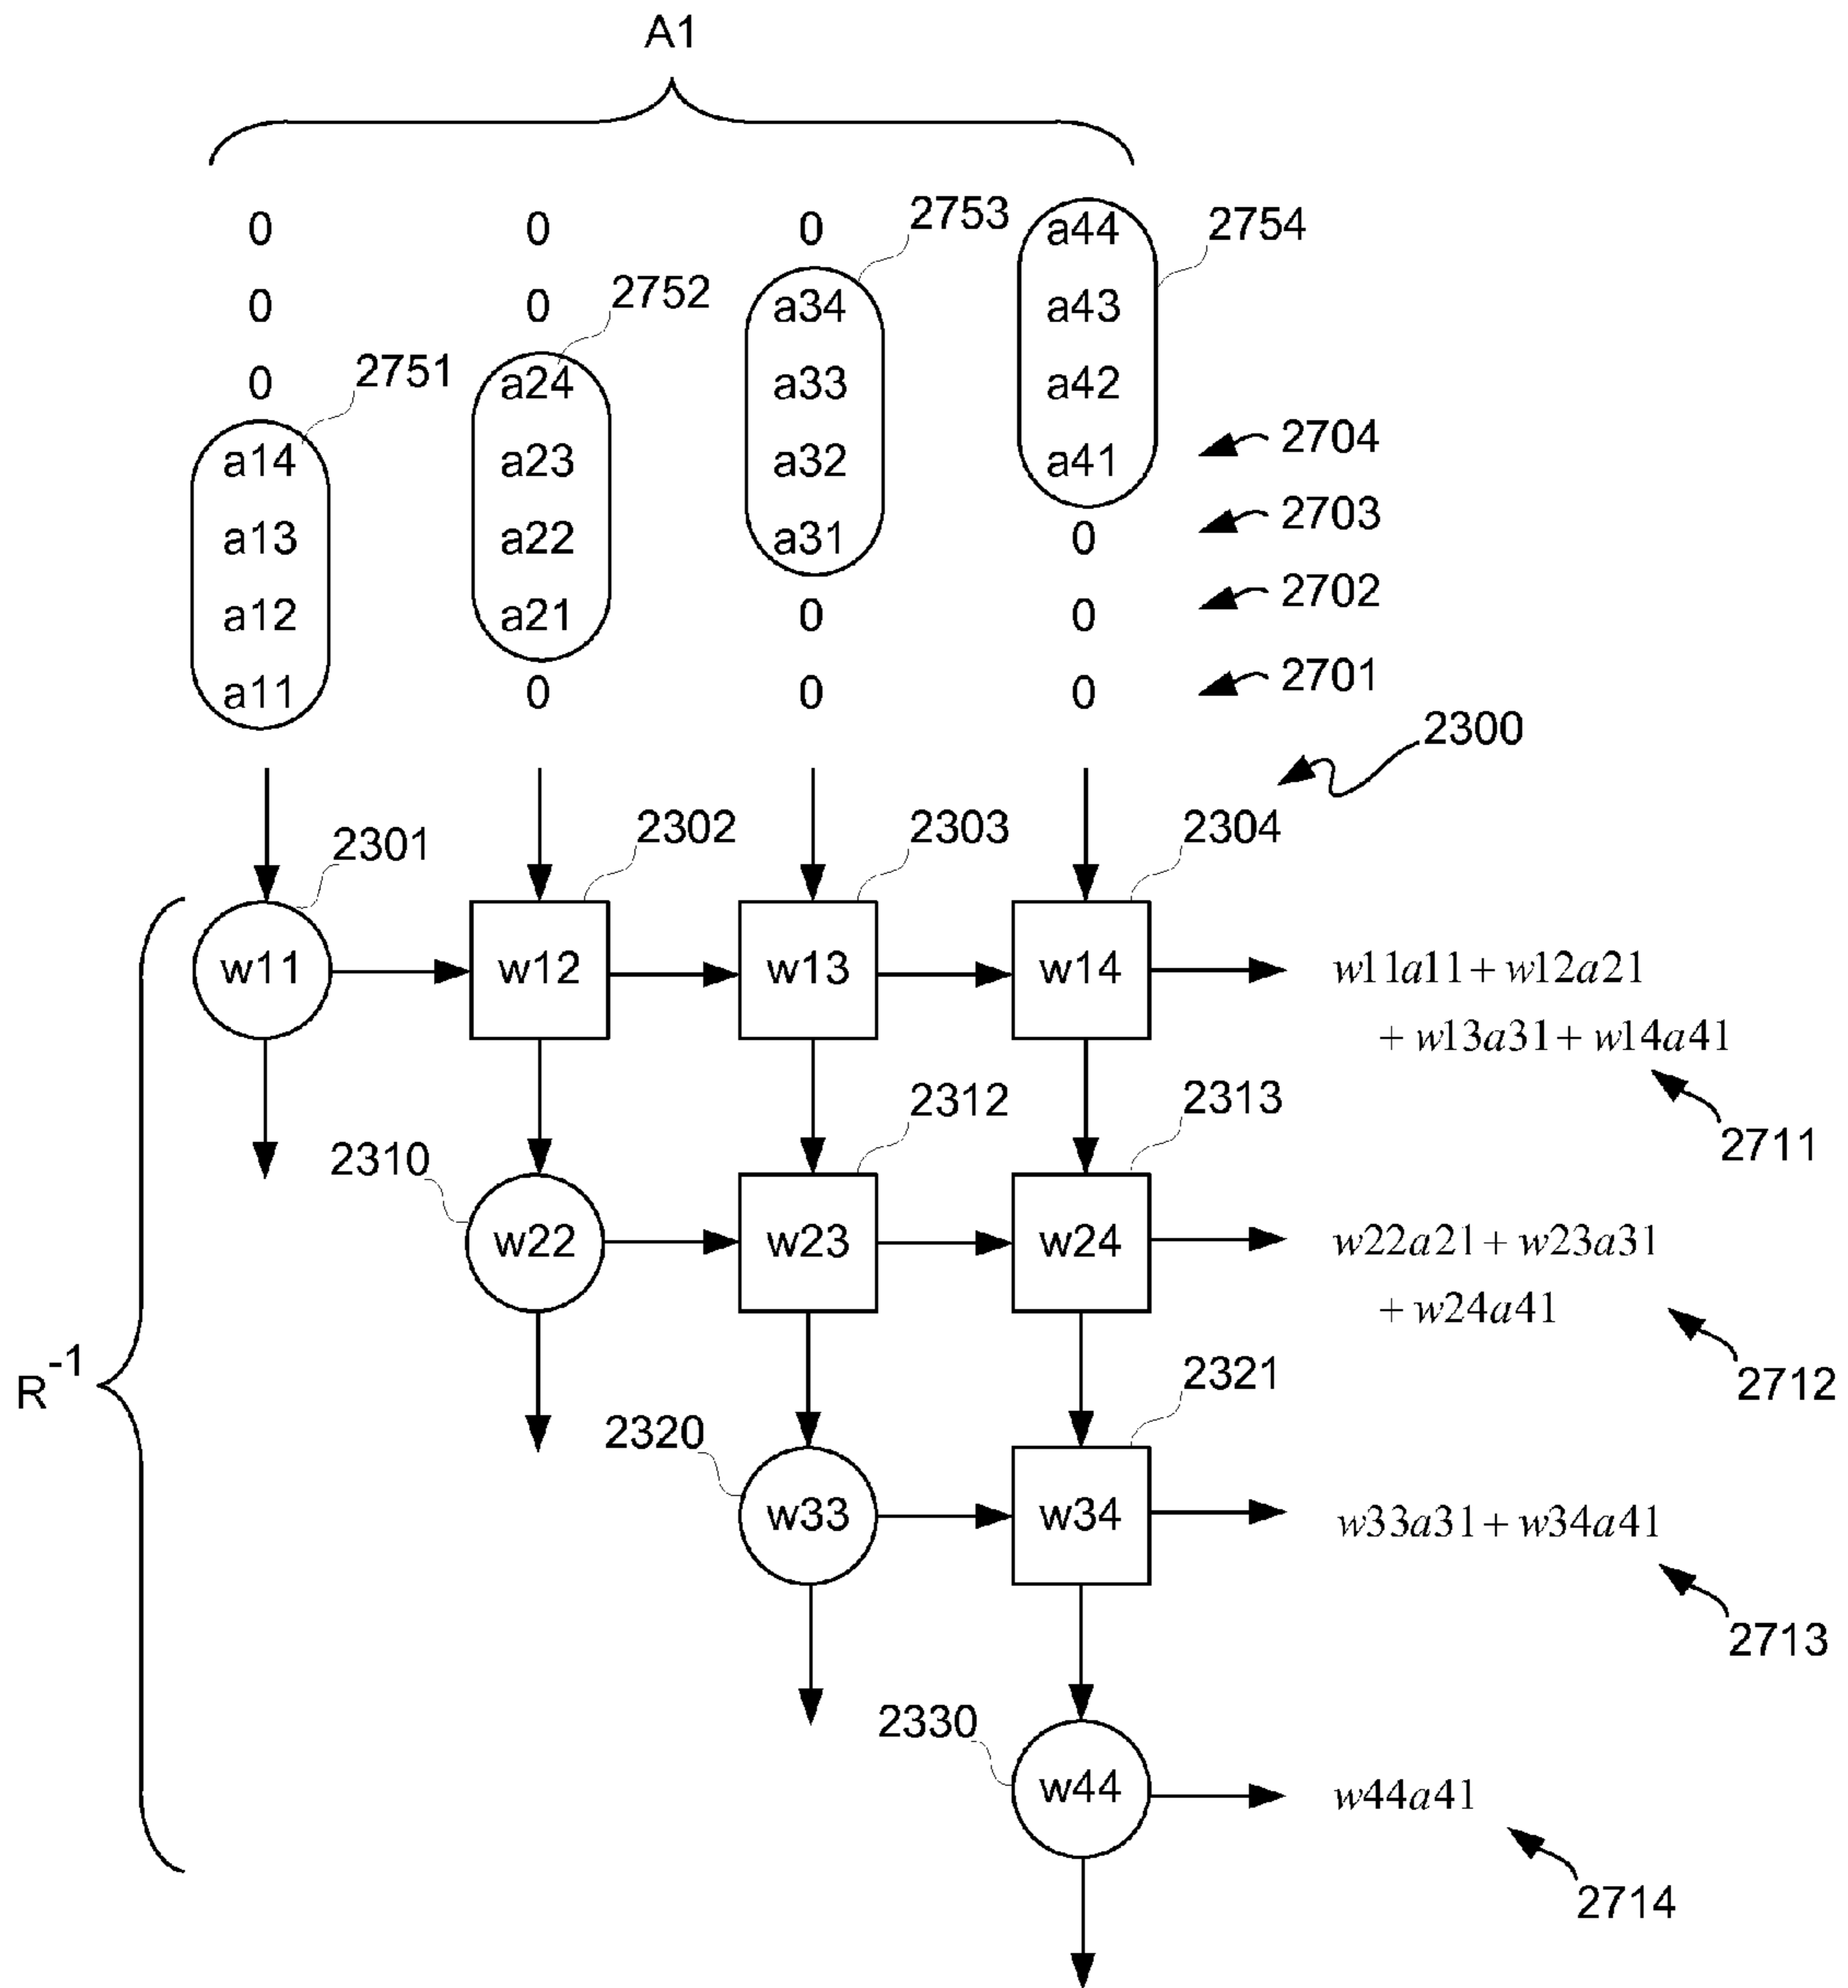 A1
0 0 0 a44 2753 2754
0 0 a34 a43 2752
0 a24 a33 a42 2751
a14 a23 a32 a41 2704
a13 a22 a31 0 2703
a12 a21 0 0 2702
a11 0 0 0 2701
2300
2301 2302 2303 2304
w11 w12 w13 w14 w11a11 + w12a21
+ w13a31 + w14a41
2711
2310 2312 2313
w22 w23 w24 w22a21 + w23a31
+ w24a41
2712
R-1
2320 2321
w33 w34 w33a31 + w34a41
2713
2330
w44 w44a41
2714